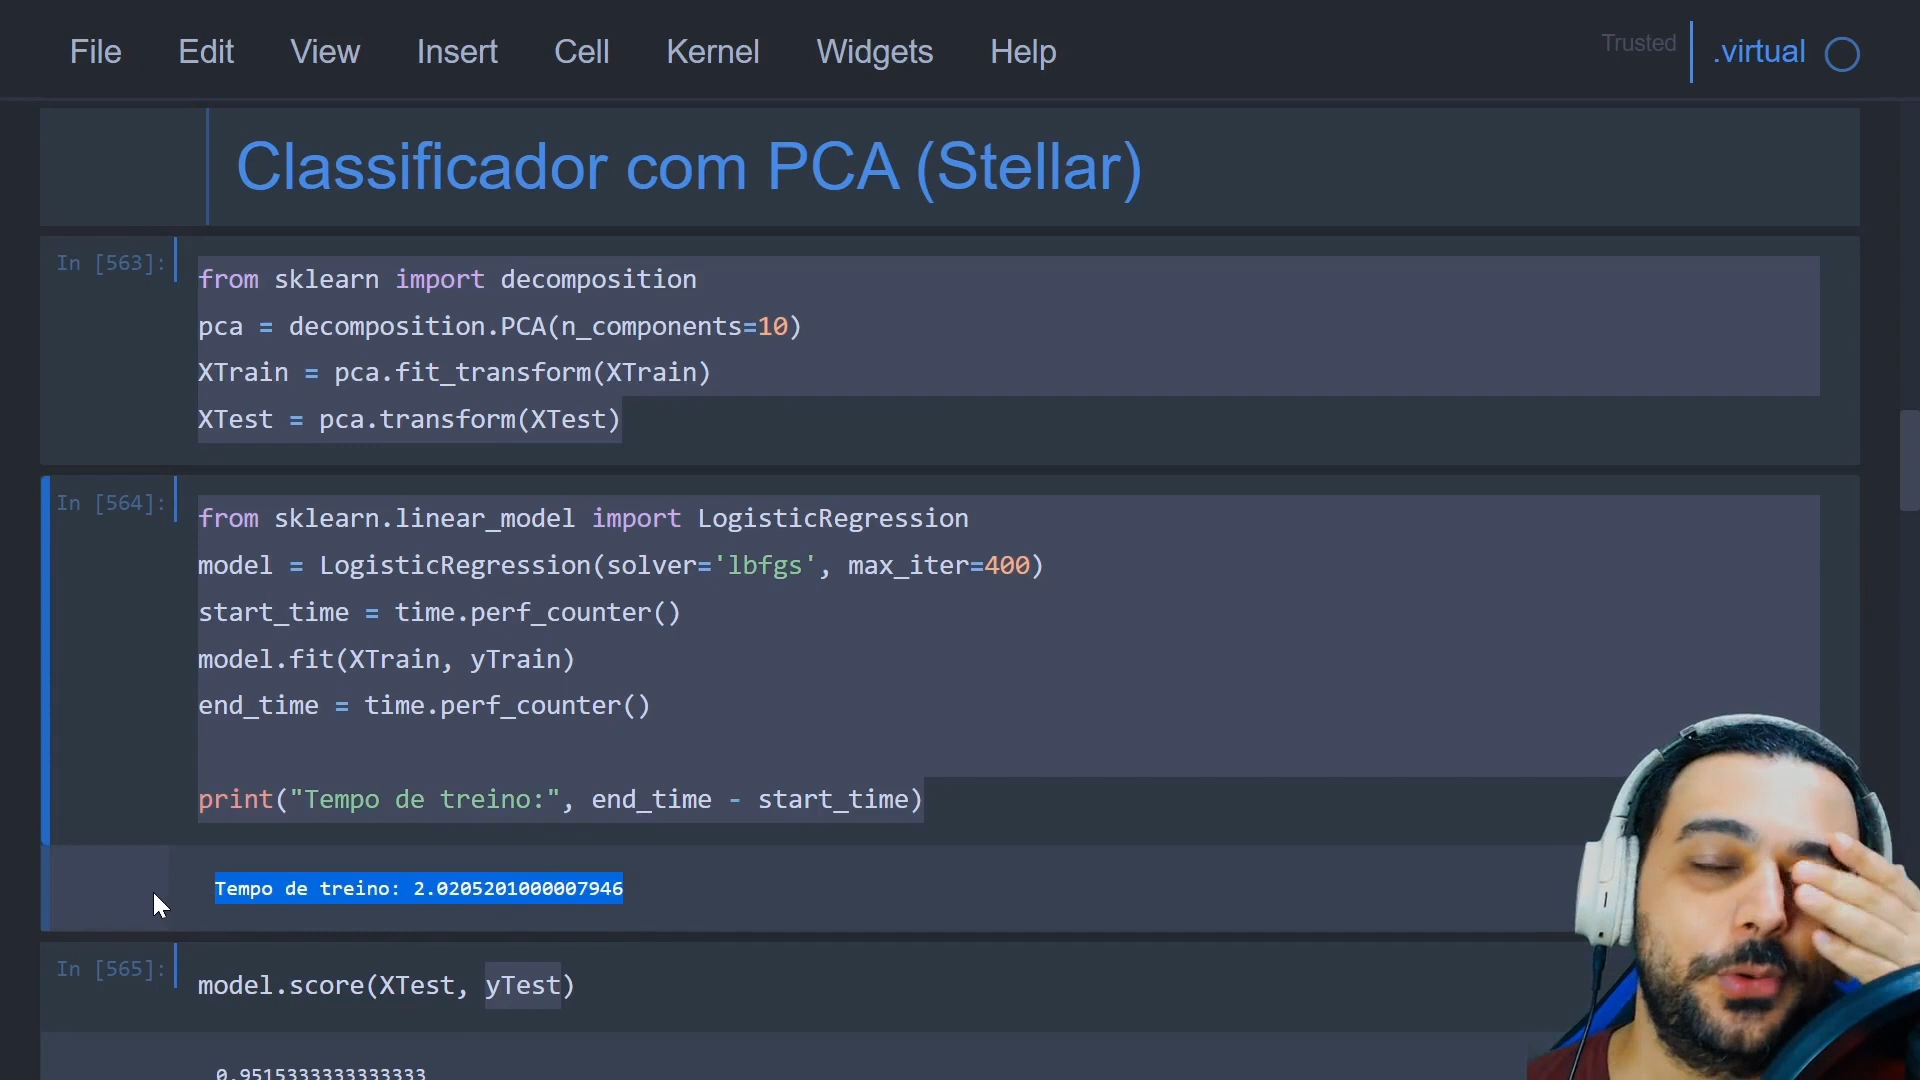 File Edit View Insert Cell Kernel Widgets Help Trusted .virtual
Classificador com PCA (Stellar)
In [563]:
from sklearn import decomposition
pca = decomposition.PCA(n_components=10)
XTrain = pca.fit_transform(XTrain)
XTest = pca.transform(XTest)
In [564]:
from sklearn.linear_model import LogisticRegression
model = LogisticRegression(solver='lbfgs', max_iter=400)
start_time = time.perf_counter()
model.fit(XTrain, yTrain)
end_time = time.perf_counter()
print("Tempo de treino:", end_time - start_time)
Tempo de treino: 2.0205201000007946
In [565]:
model.score(XTest, yTest)
0.9515333333333333